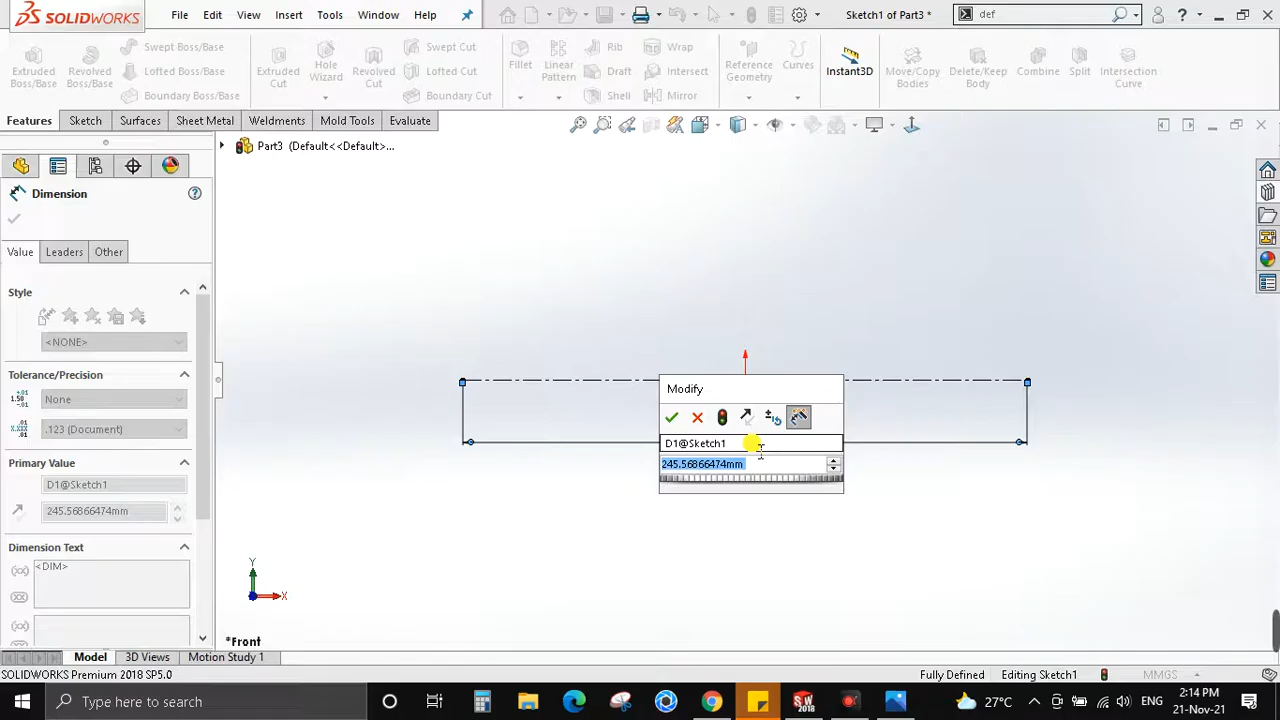 SOLIDWORKS File Edit View Insert Tools Window Help Sketch1 of Part3 * def ?
Extruded Boss/Base
Revolved Boss/Base
Swept Boss/Base
Lofted Boss/Base
Boundary Boss/Base
Extruded Cut
Hole Wizard
Revolved Cut
Swept Cut
Lofted Cut
Boundary Cut
Fillet
Linear Pattern
Rib
Draft
Shell
Wrap
Intersect
Mirror
Reference Geometry
Curves
Instant3D
Move/Copy Bodies
Delete/Keep Body
Combine
Split
Intersection Curve
Features Sketch Surfaces Sheet Metal Weldments Mold Tools Evaluate
Part3 (Default<<Default>...
Dimension
Value Leaders Other
Style
<NONE>
Tolerance/Precision
None
.123 (Document)
Primary Value
D1@Sketch1
245.56866474mm
Dimension Text
<DIM>
Modify
D1@Sketch1
245.56866474mm
Y
X
*Front
Model 3D Views Motion Study 1
SOLIDWORKS Premium 2018 SP5.0 Fully Defined Editing Sketch1 MMGS
Type here to search 27°C ENG 2:14 PM
21-Nov-21